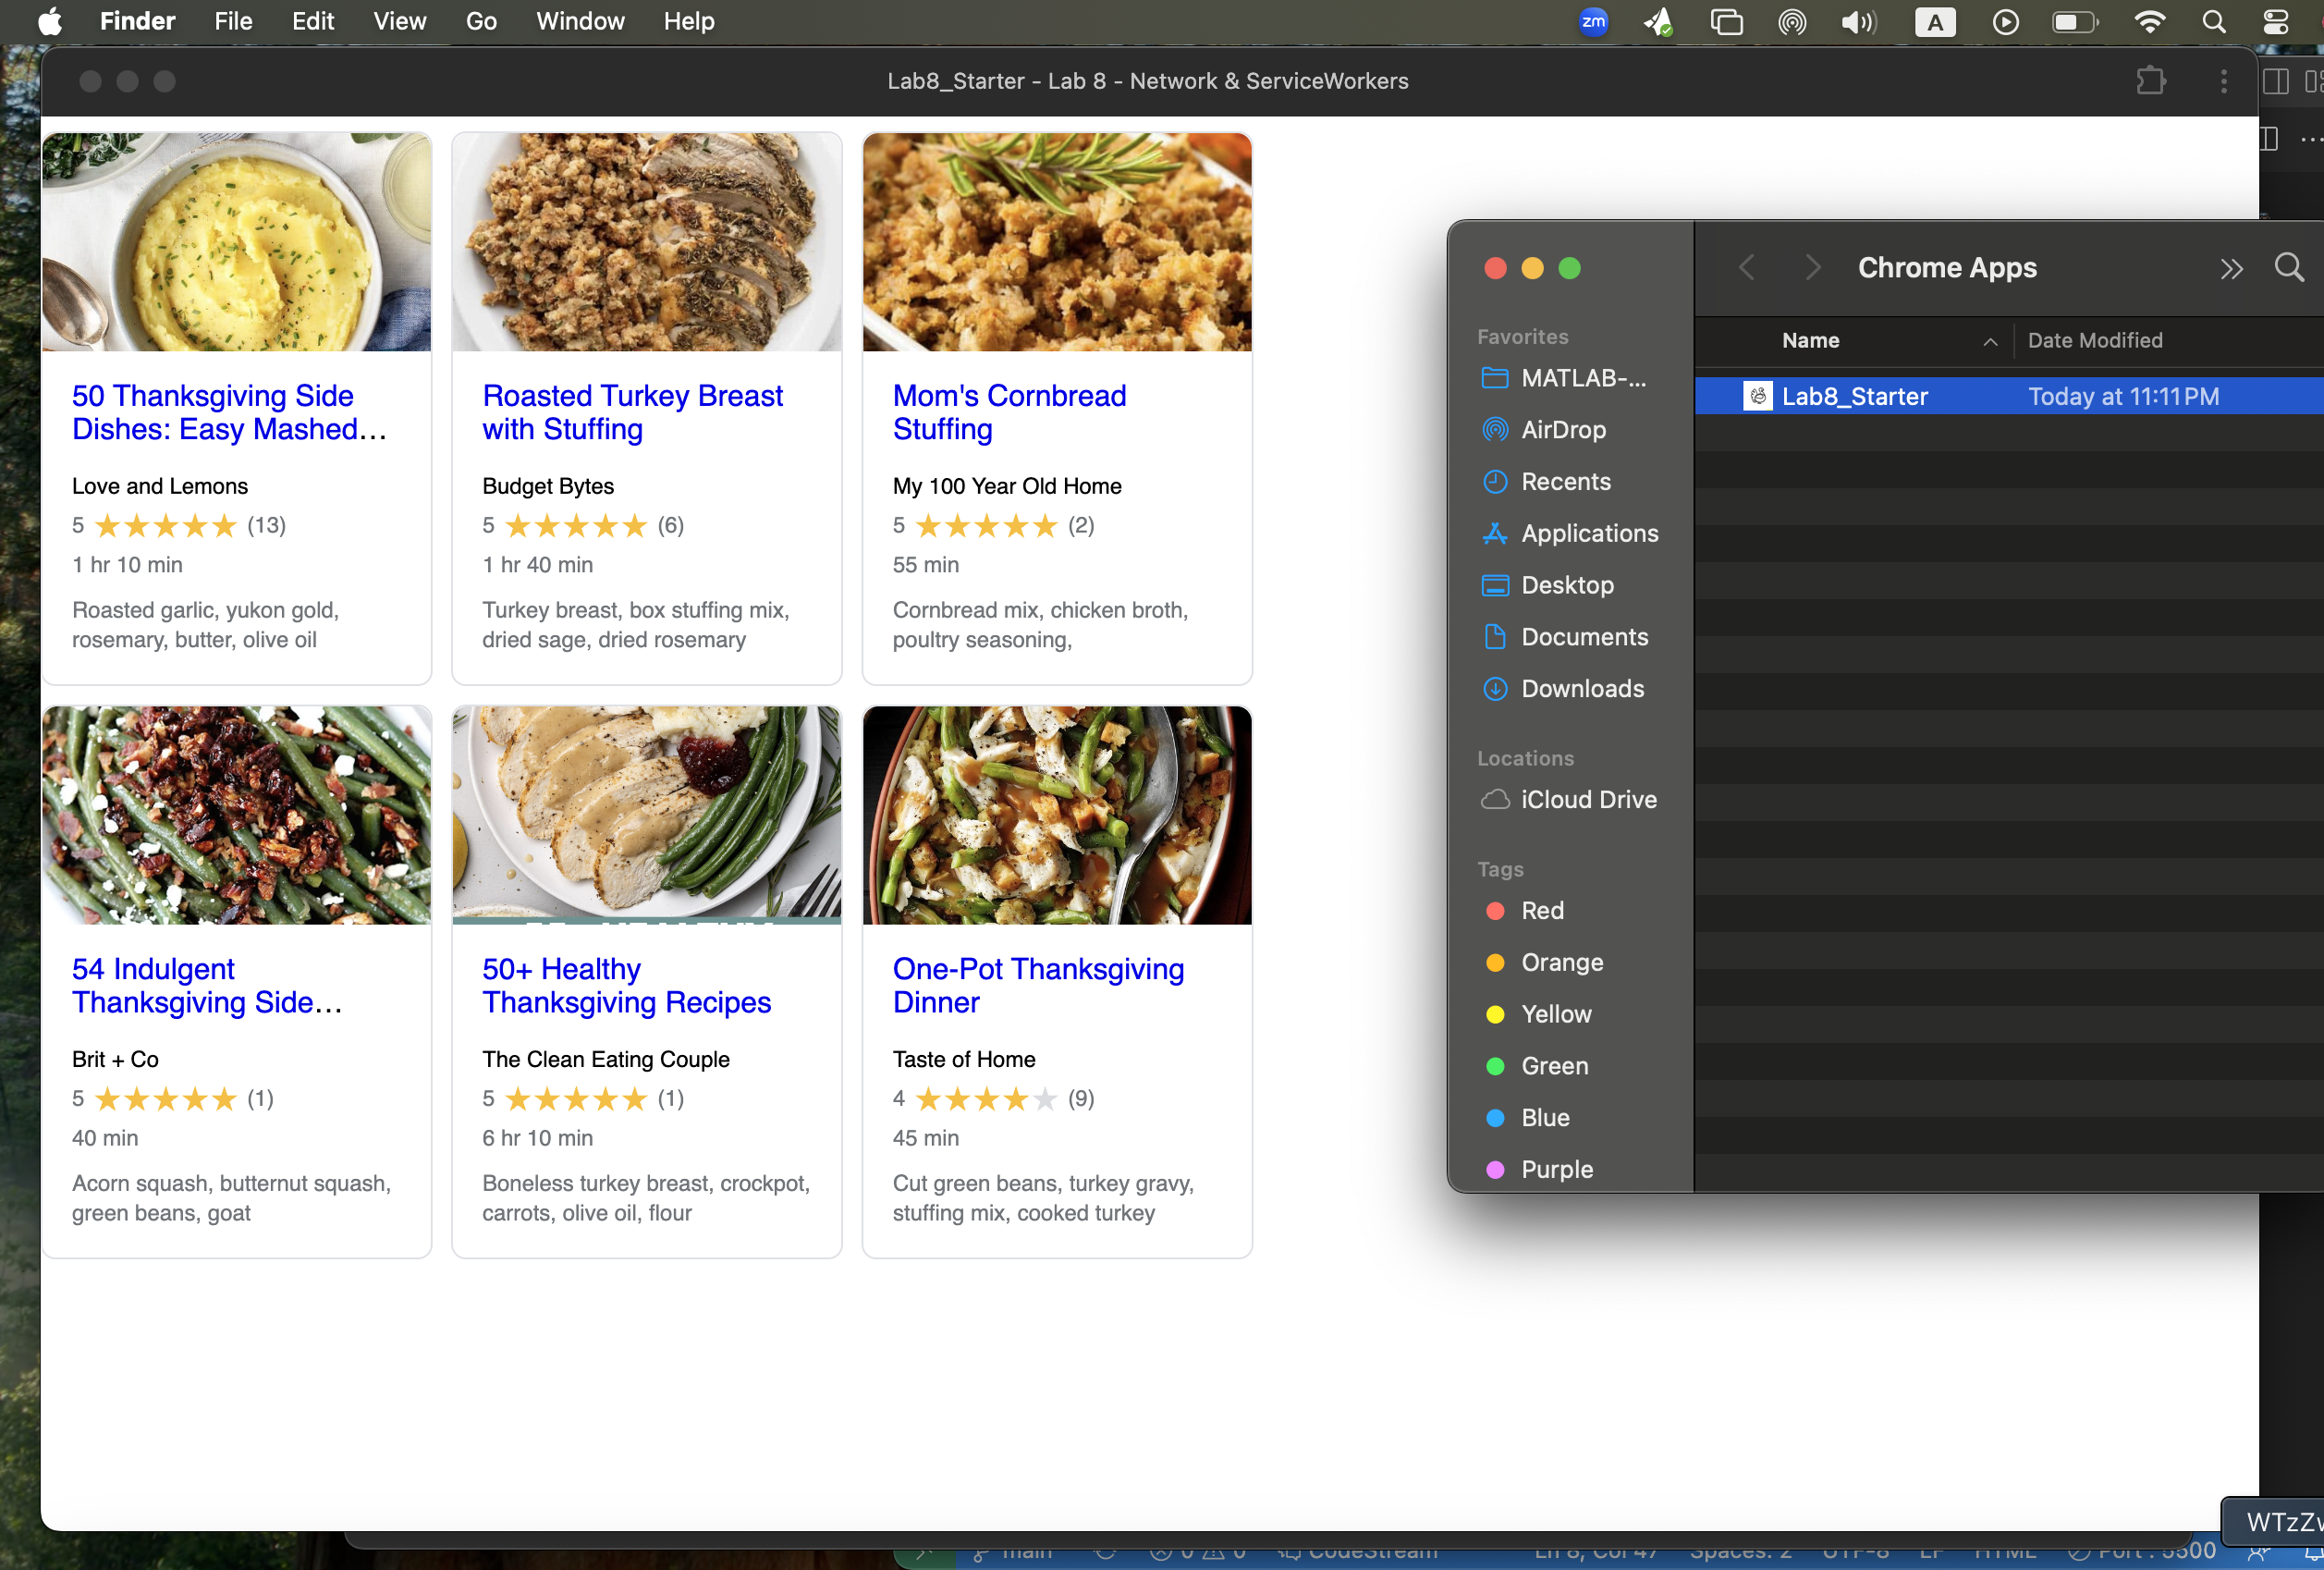 Finder File Edit View Go Window Help
zm
A
Lab8_Starter - Lab 8 - Network & ServiceWorkers
50 Thanksgiving Side
Dishes: Easy Mashed...
Love and Lemons
5 ★★★★★ (13)
1 hr 10 min
Roasted garlic, yukon gold,
rosemary, butter, olive oil
Roasted Turkey Breast
with Stuffing
Budget Bytes
5 ★★★★★ (6)
1 hr 40 min
Turkey breast, box stuffing mix,
dried sage, dried rosemary
Mom's Cornbread
Stuffing
My 100 Year Old Home
5 ★★★★★ (2)
55 min
Cornbread mix, chicken broth,
poultry seasoning,
54 Indulgent
Thanksgiving Side...
Brit + Co
5 ★★★★★ (1)
40 min
Acorn squash, butternut squash,
green beans, goat
50+ Healthy
Thanksgiving Recipes
The Clean Eating Couple
5 ★★★★★ (1)
6 hr 10 min
Boneless turkey breast, crockpot,
carrots, olive oil, flour
One-Pot Thanksgiving
Dinner
Taste of Home
4 ★★★★★ (9)
45 min
Cut green beans, turkey gravy,
stuffing mix, cooked turkey
Favorites
MATLAB-...
AirDrop
Recents
Applications
Desktop
Documents
Downloads
Locations
iCloud Drive
Tags
Red
Orange
Yellow
Green
Blue
Purple
Chrome Apps
Name Date Modified
Lab8_Starter Today at 11:11 PM
WTzZw
main 0 0 CodeStream Ln 8, Col 47 Spaces: 2 UTF-8 LF HTML Port : 5500